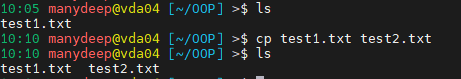 10:05 manydeep@vda04 [~/OOP] >$ ls
test1.txt
10:10 manydeep@vda04 [~/OOP] >$ cp test1.txt test2.txt
10:10 manydeep@vda04 [~/OOP] >$ ls
test1.txt  test2.txt